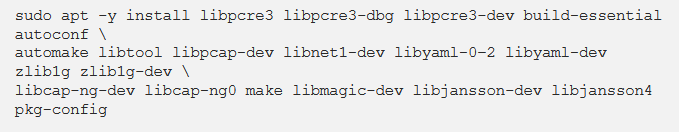 sudo apt -y install libpcre3 libpcre3-dbg libpcre3-dev build-essential
autoconf \
automake libtool libpcap-dev libnet1-dev libyaml-0-2 libyaml-dev
zlib1g zlib1g-dev \
libcap-ng-dev libcap-ng0 make libmagic-dev libjansson-dev libjansson4
pkg-config